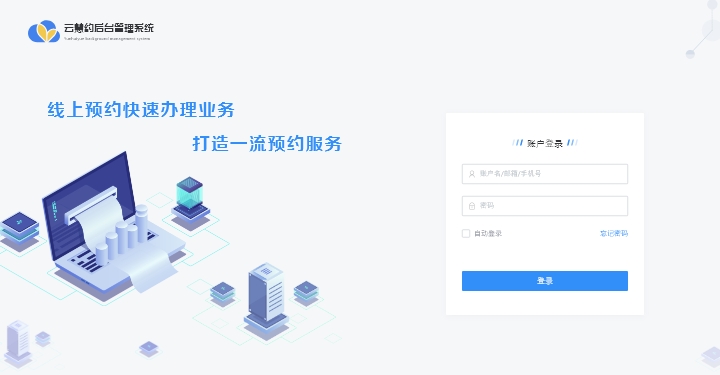 云慧约后台管理系统
Yunhuiyue background management system
线上预约快速办理业务
打造一流预约服务
账户登录
账户名/邮箱/手机号
密码
自动登录
忘记密码
登录